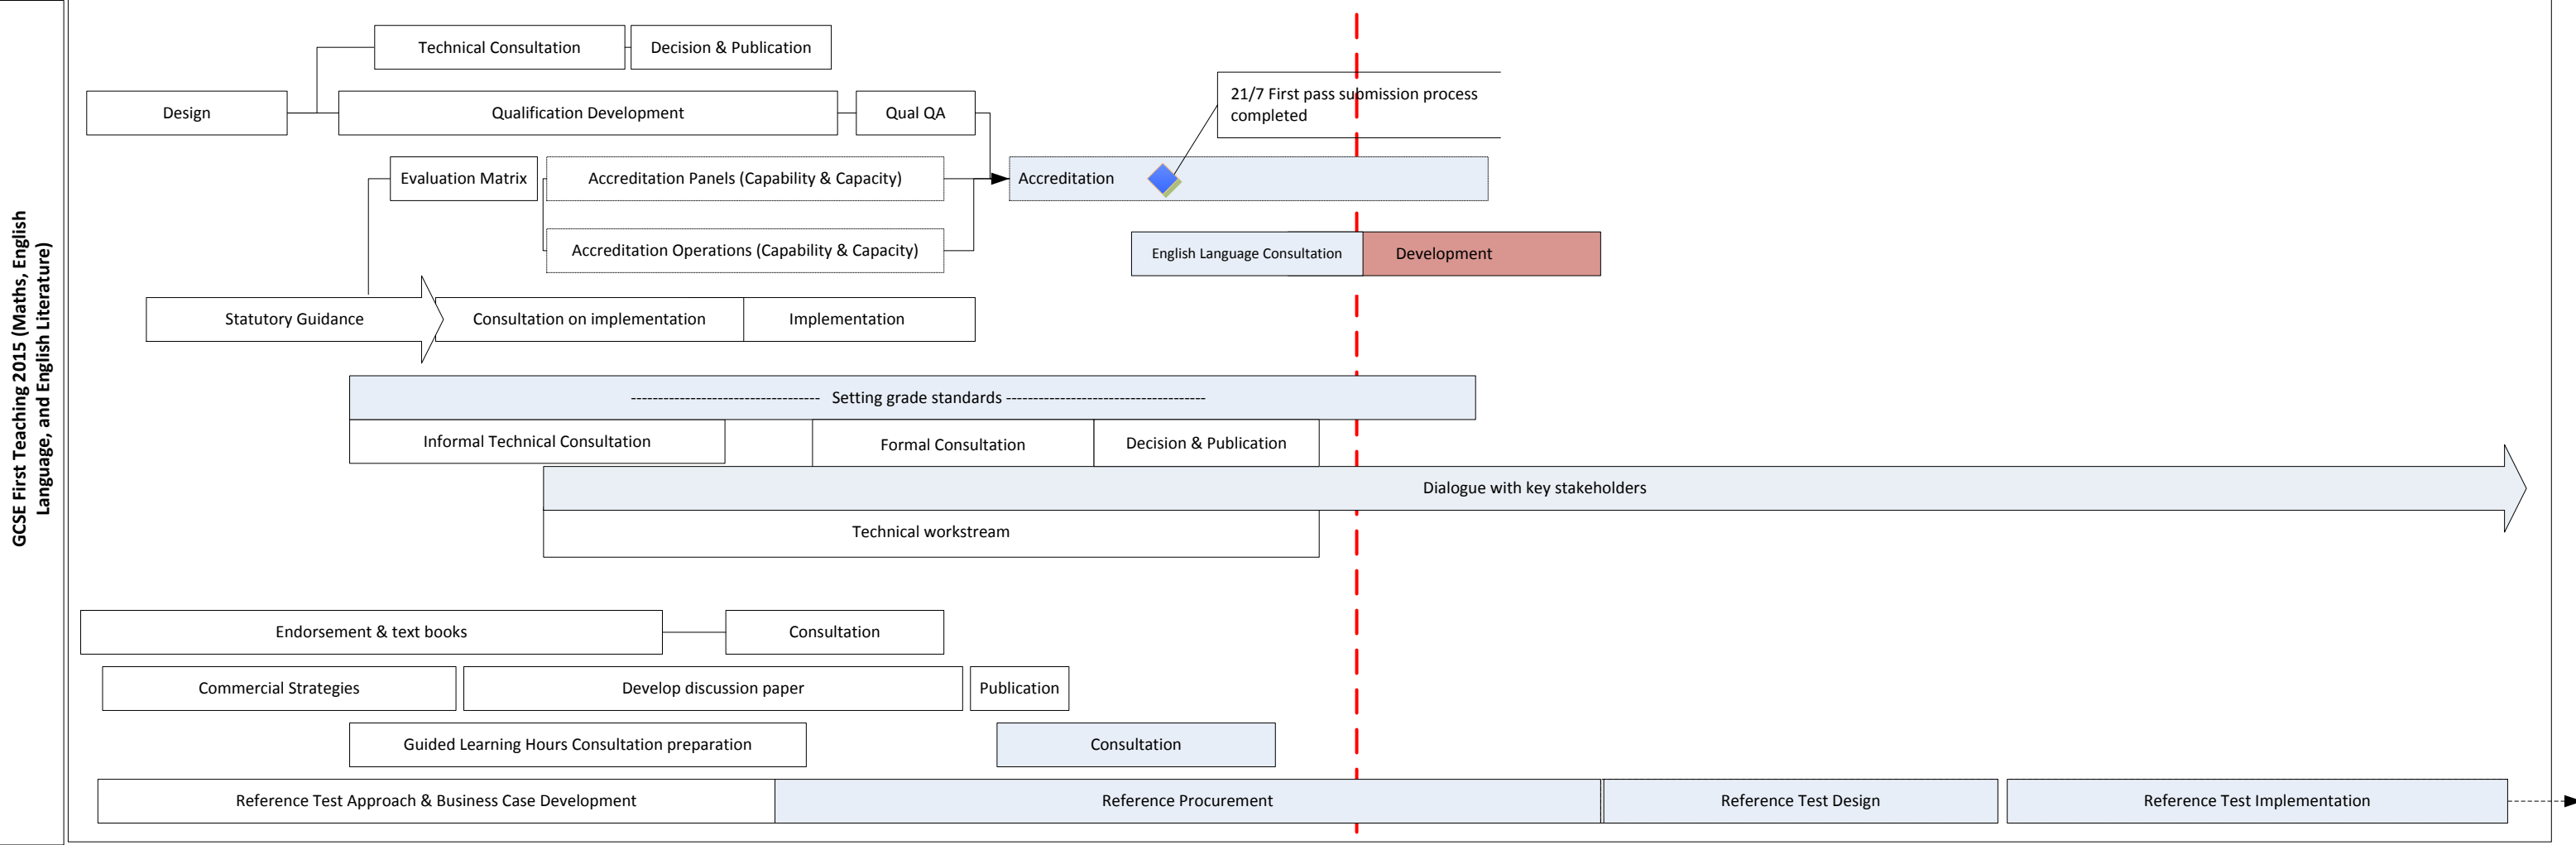 GCSE First Teaching 2015 (Maths, English
Language, and English Literature)
Technical Consultation
Decision & Publication
Design
Qualification Development
Qual QA
21/7 First pass submission process
completed
Evaluation Matrix
Accreditation Panels (Capability & Capacity)
Accreditation
Accreditation Operations (Capability & Capacity)
English Language Consultation
Development
Statutory Guidance
Consultation on implementation
Implementation
---------------------------------- Setting grade standards ------------------------------------
Informal Technical Consultation
Formal Consultation
Decision & Publication
Dialogue with key stakeholders
Technical workstream
Endorsement & text books
Consultation
Commercial Strategies
Develop discussion paper
Publication
Guided Learning Hours Consultation preparation
Consultation
Reference Test Approach & Business Case Development
Reference Procurement
Reference Test Design
Reference Test Implementation